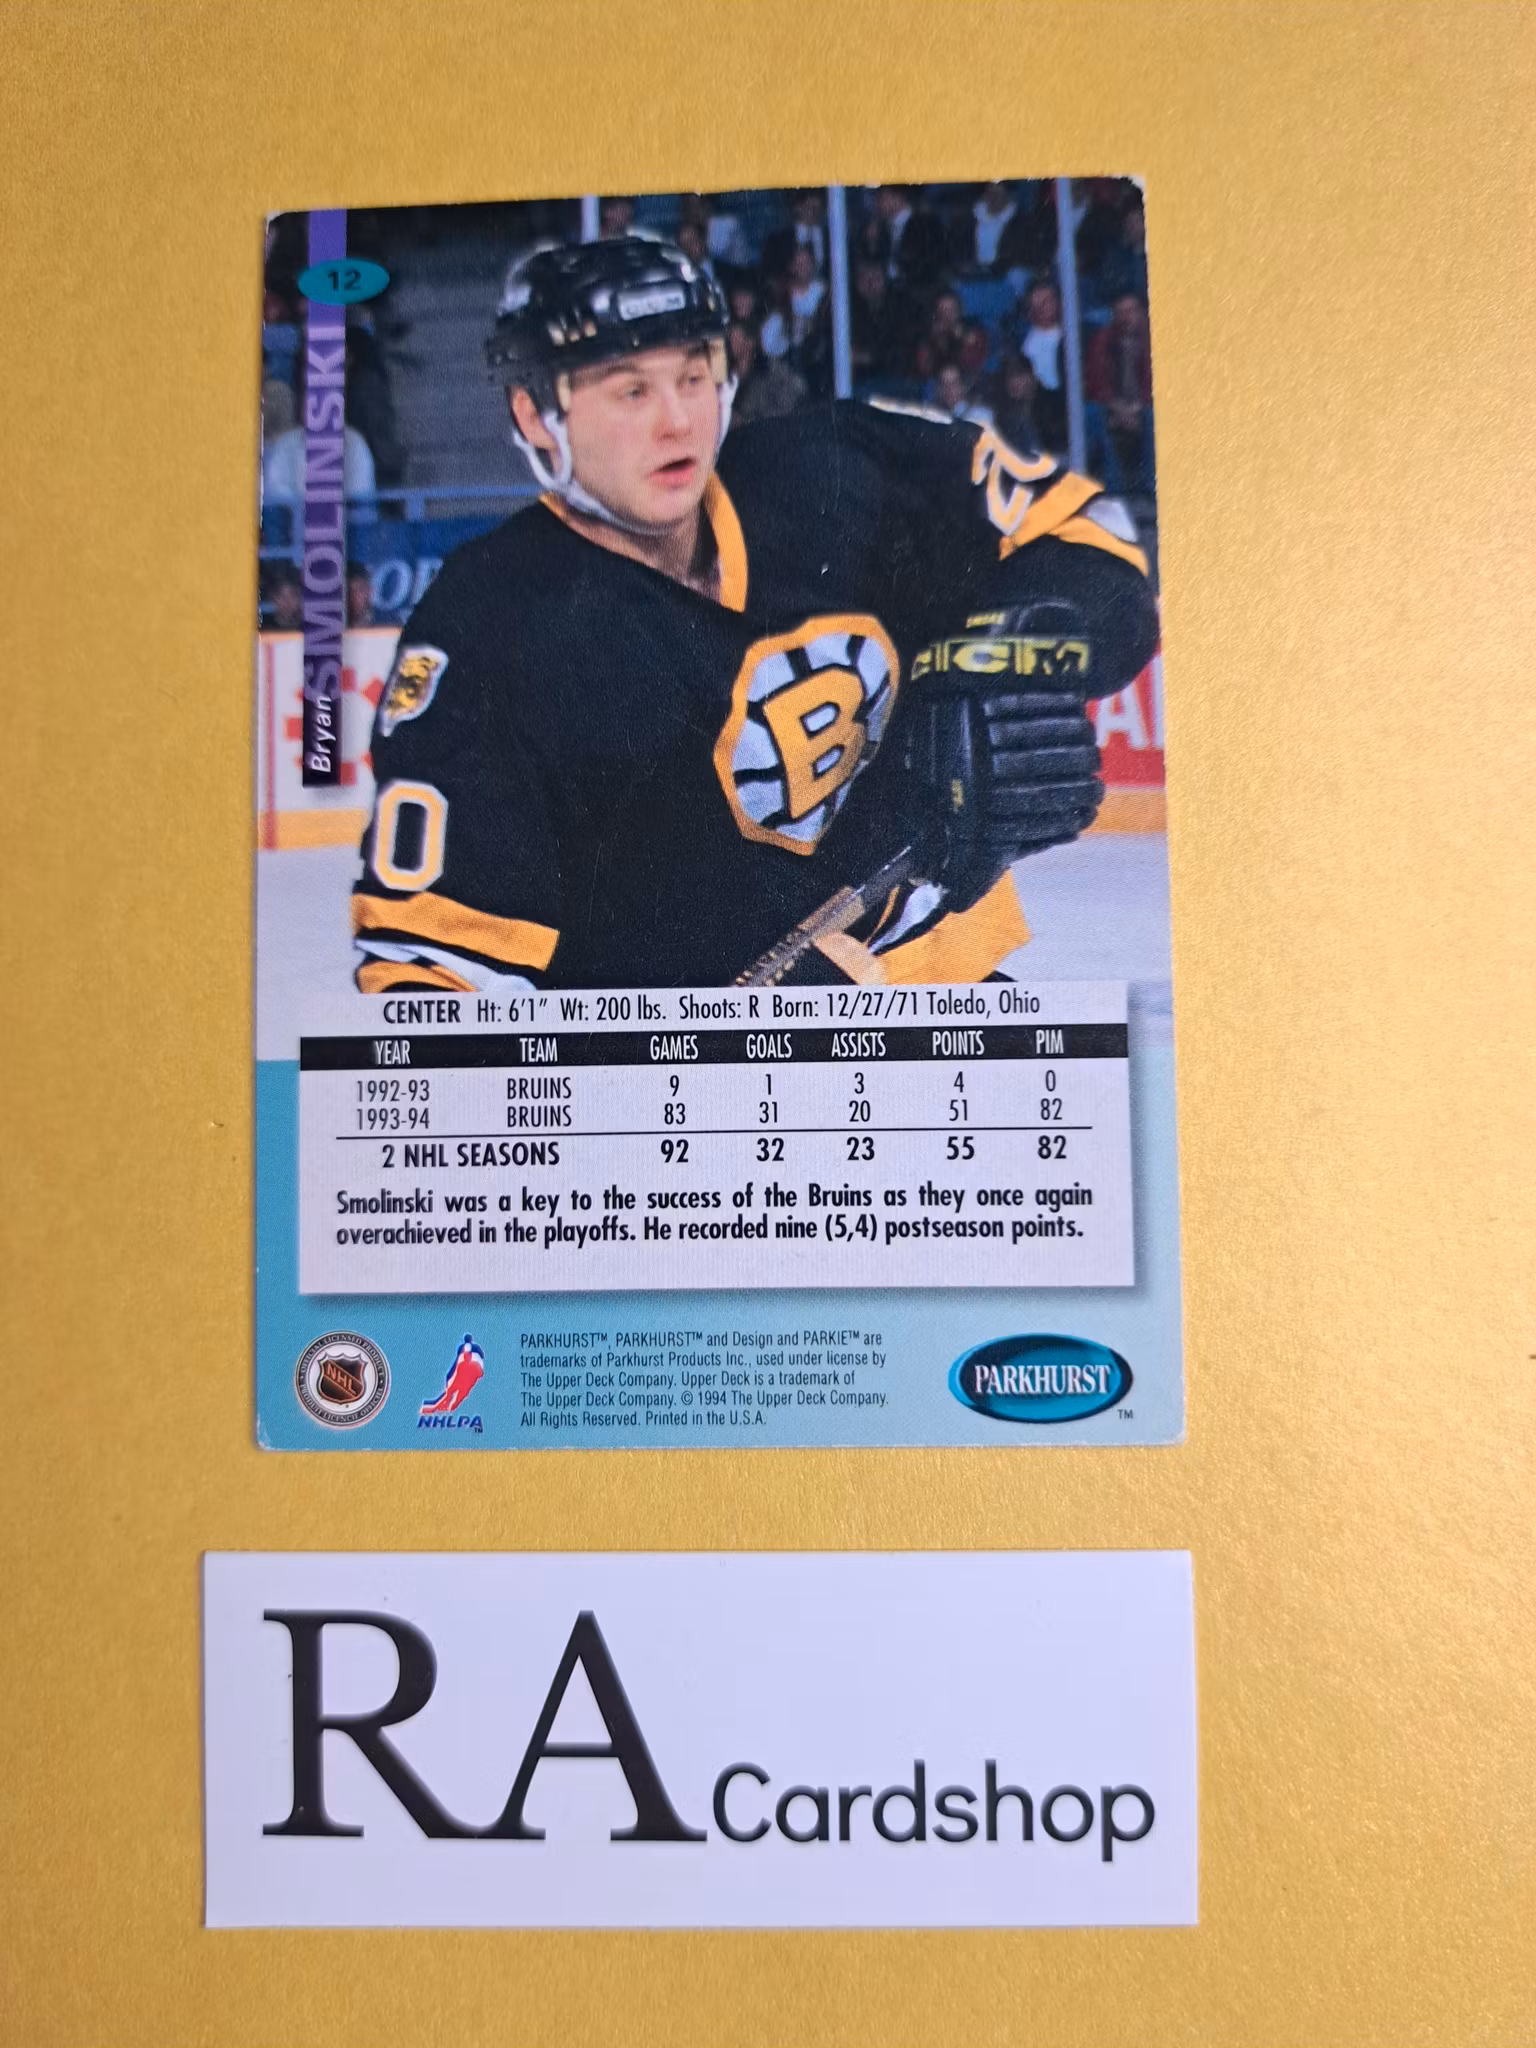 12
Bryan SMOLINSKI
20
B
CCM
20
CENTER Ht: 6'1" Wt: 200 lbs. Shoots: R Born: 12/27/71 Toledo, Ohio
YEAR TEAM GAMES GOALS ASSISTS POINTS PIM
1992-93 BRUINS 9 1 3 4 0
1993-94 BRUINS 83 31 20 51 82
2 NHL SEASONS 92 32 23 55 82
Smolinski was a key to the success of the Bruins as they once again
overachieved in the playoffs. He recorded nine (5,4) postseason points.
NHL
NHLPA
PARKHURST™, PARKHURST™ and Design and PARKIE™ are
trademarks of Parkhurst Products Inc., used under license by
The Upper Deck Company. Upper Deck is a trademark of
The Upper Deck Company. © 1994 The Upper Deck Company.
All Rights Reserved. Printed in the U.S.A.
PARKHURST™
RA Cardshop